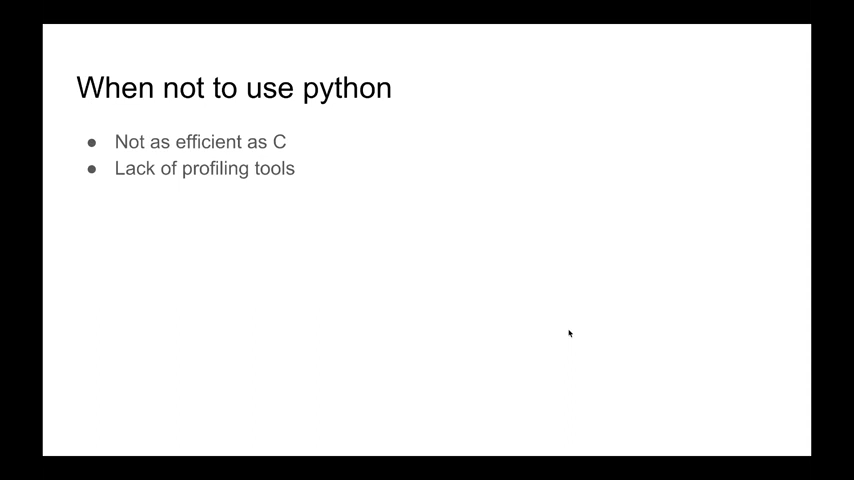 When not to use python
● Not as efficient as C
● Lack of profiling tools